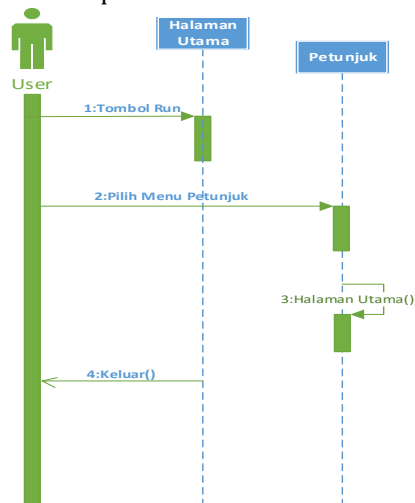 Halaman
Utama
Petunjuk
User
1:Tombol Run
2:Pilih Menu Petunjuk
3:Halaman Utama()
4:Keluar()